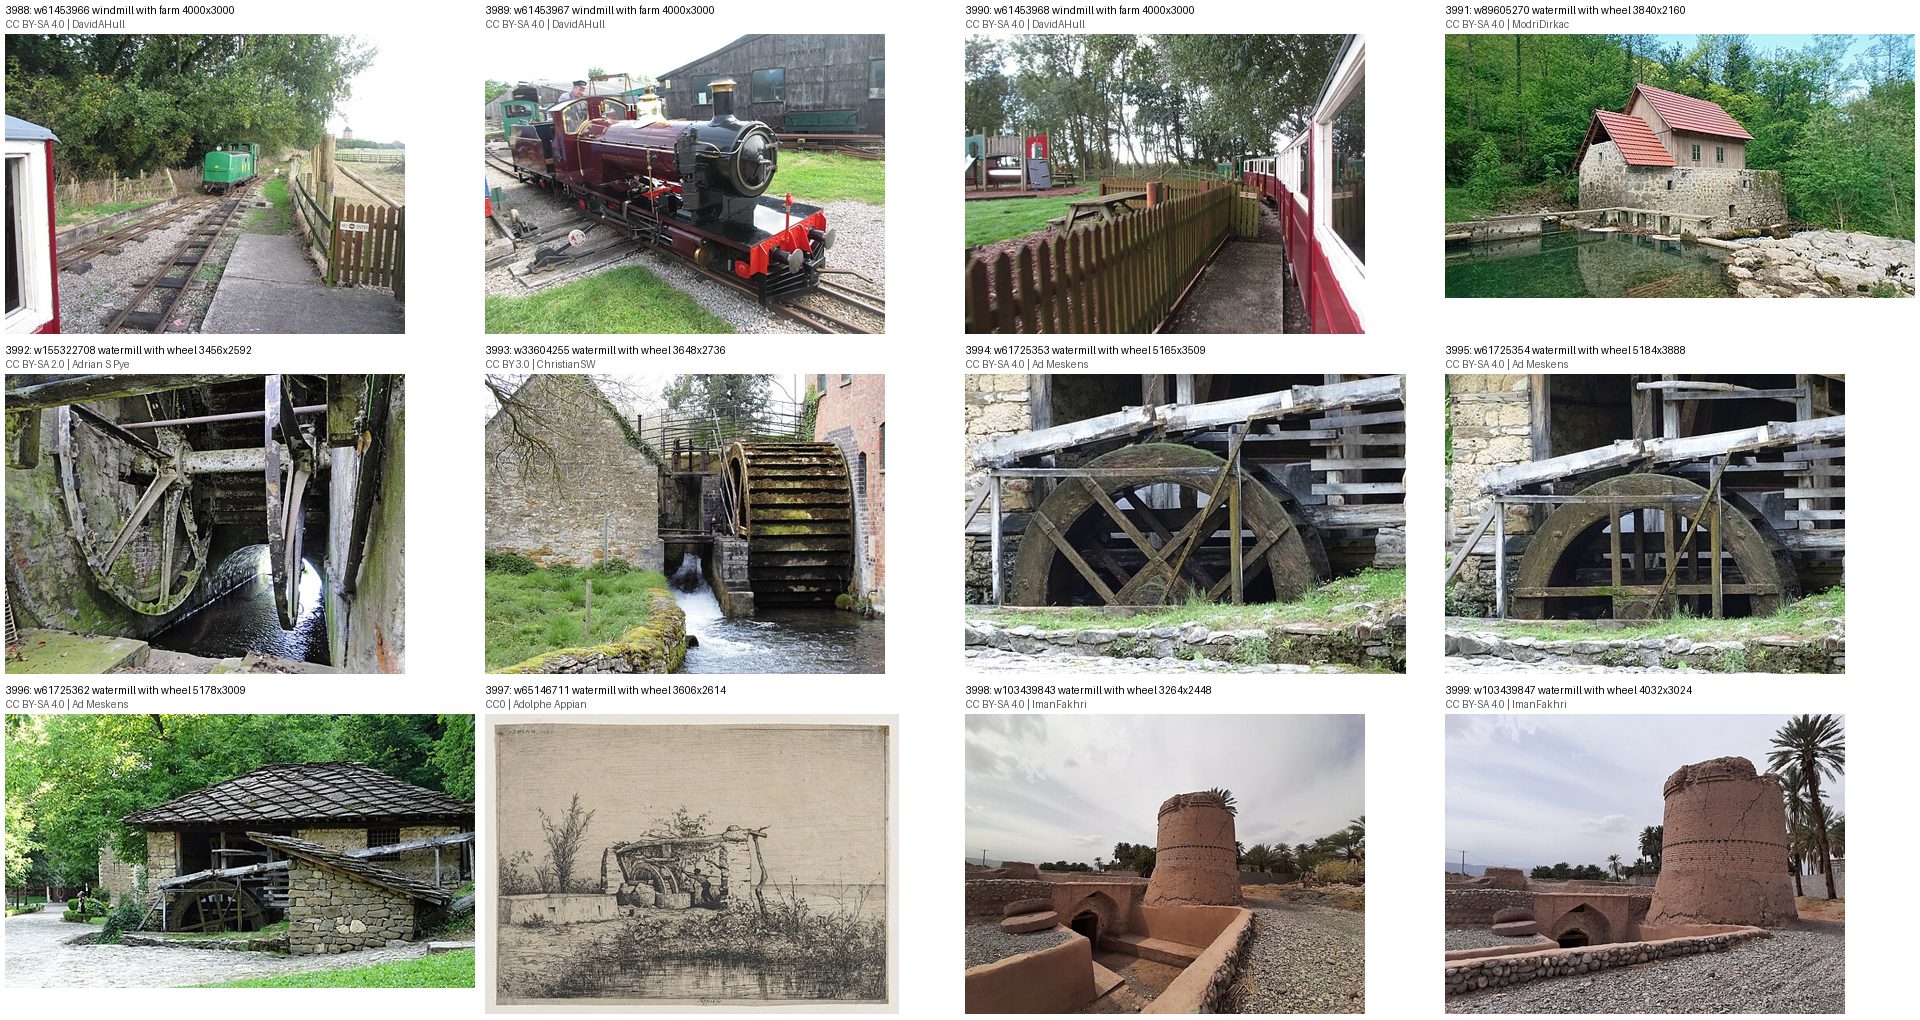 3988: w61453966 windmill with farm 4000x3000
CC BY-SA 4.0 | DavidAHull
3989: w61453967 windmill with farm 4000x3000
CC BY-SA 4.0 | DavidAHull
3990: w61453968 windmill with farm 4000x3000
CC BY-SA 4.0 | DavidAHull
3991: w89605270 watermill with wheel 3840x2160
CC BY-SA 4.0 | ModriDirkac
NO ENTRY
3992: w155322708 watermill with wheel 3456x2592
CC BY-SA 2.0 | Adrian S Pye
3993: w33604255 watermill with wheel 3648x2736
CC BY 3.0 | ChristianSW
3994: w61725353 watermill with wheel 5165x3509
CC BY-SA 4.0 | Ad Meskens
3995: w61725354 watermill with wheel 5184x3888
CC BY-SA 4.0 | Ad Meskens
3996: w61725362 watermill with wheel 5178x3009
CC BY-SA 4.0 | Ad Meskens
3997: w65146711 watermill with wheel 3606x2614
CC0 | Adolphe Appian
3998: w103439843 watermill with wheel 3264x2448
CC BY-SA 4.0 | ImanFakhri
3999: w103439847 watermill with wheel 4032x3024
CC BY-SA 4.0 | ImanFakhri